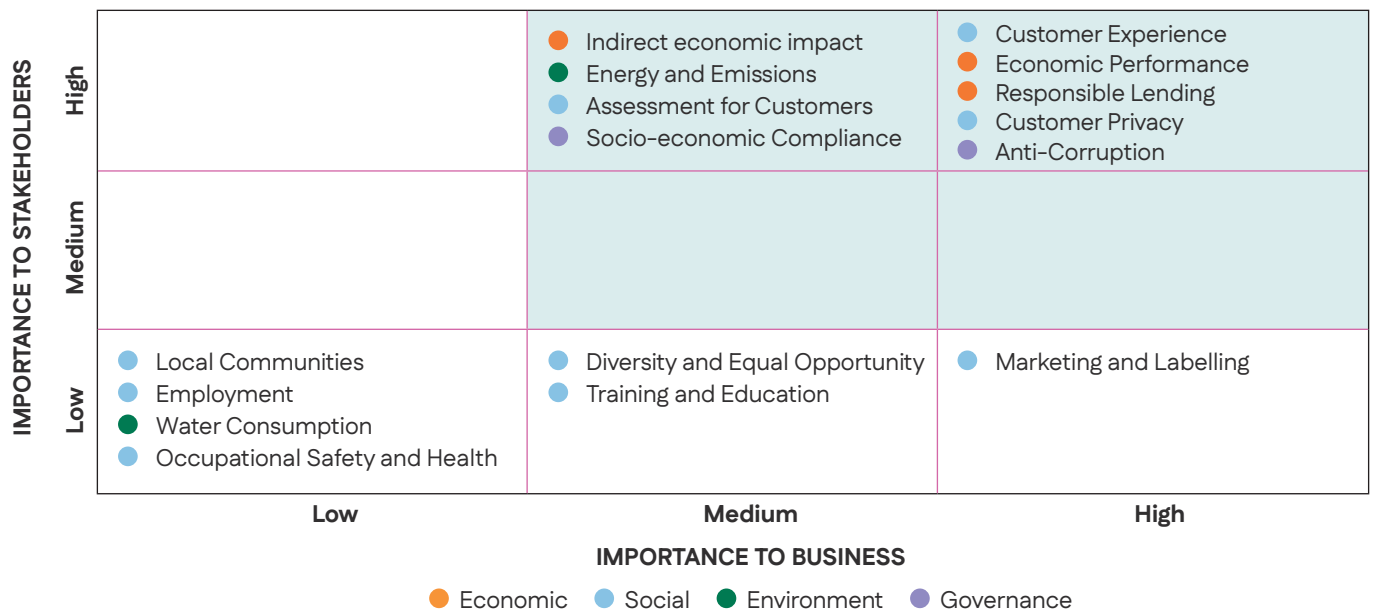 IMPORTANCE TO STAKEHOLDERS
High
Indirect economic impact
Energy and Emissions
Assessment for Customers
Socio-economic Compliance
Customer Experience
Economic Performance
Responsible Lending
Customer Privacy
Anti-Corruption
Medium
Low
Local Communities
Employment
Water Consumption
Occupational Safety and Health
Diversity and Equal Opportunity
Training and Education
Marketing and Labelling
Low Medium High
IMPORTANCE TO BUSINESS
Economic Social Environment Governance